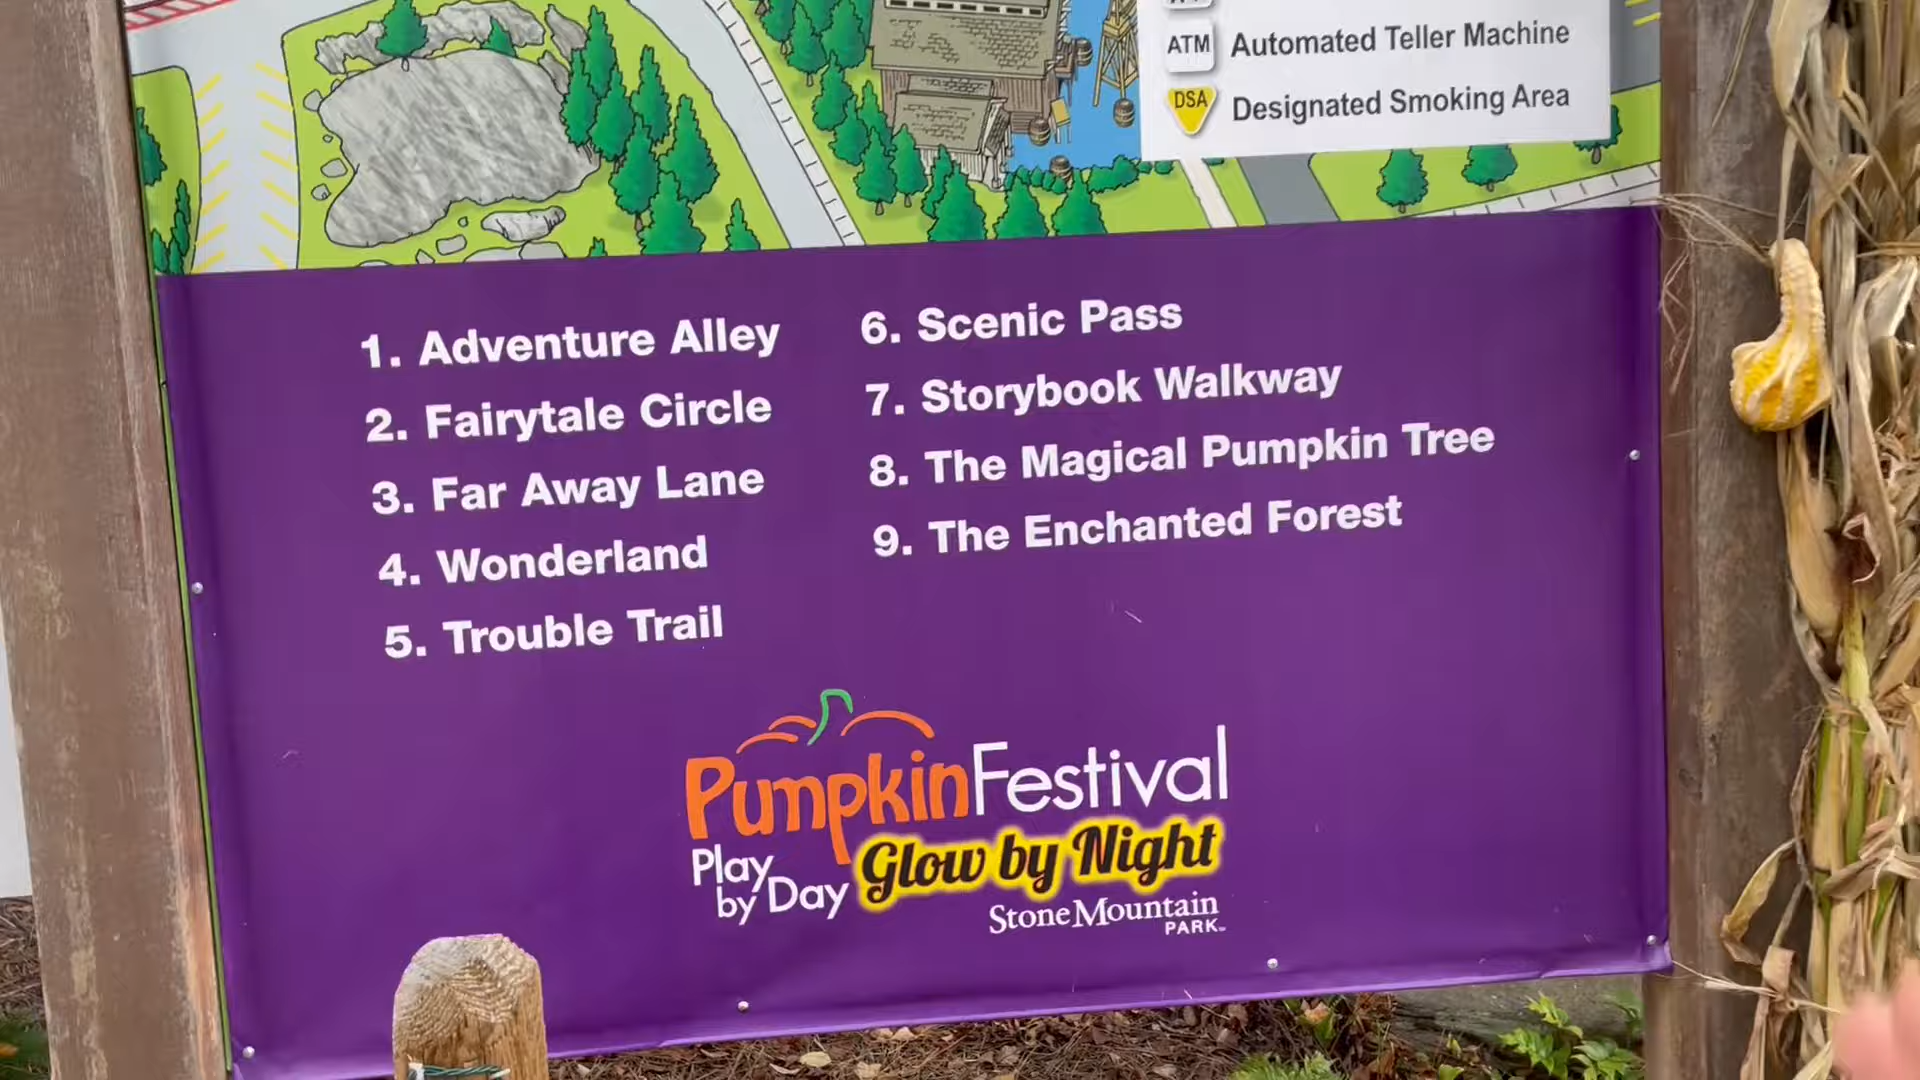 ATM Automated Teller Machine
DSA Designated Smoking Area
1. Adventure Alley
2. Fairytale Circle
3. Far Away Lane
4. Wonderland
5. Trouble Trail
6. Scenic Pass
7. Storybook Walkway
8. The Magical Pumpkin Tree
9. The Enchanted Forest
PumpkinFestival
Play by Day Glow by Night
Stone Mountain
PARK